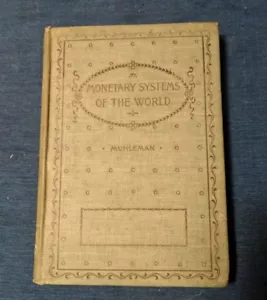 MONETARY SYSTEMS
OF THE WORLD
MUHLEMAN